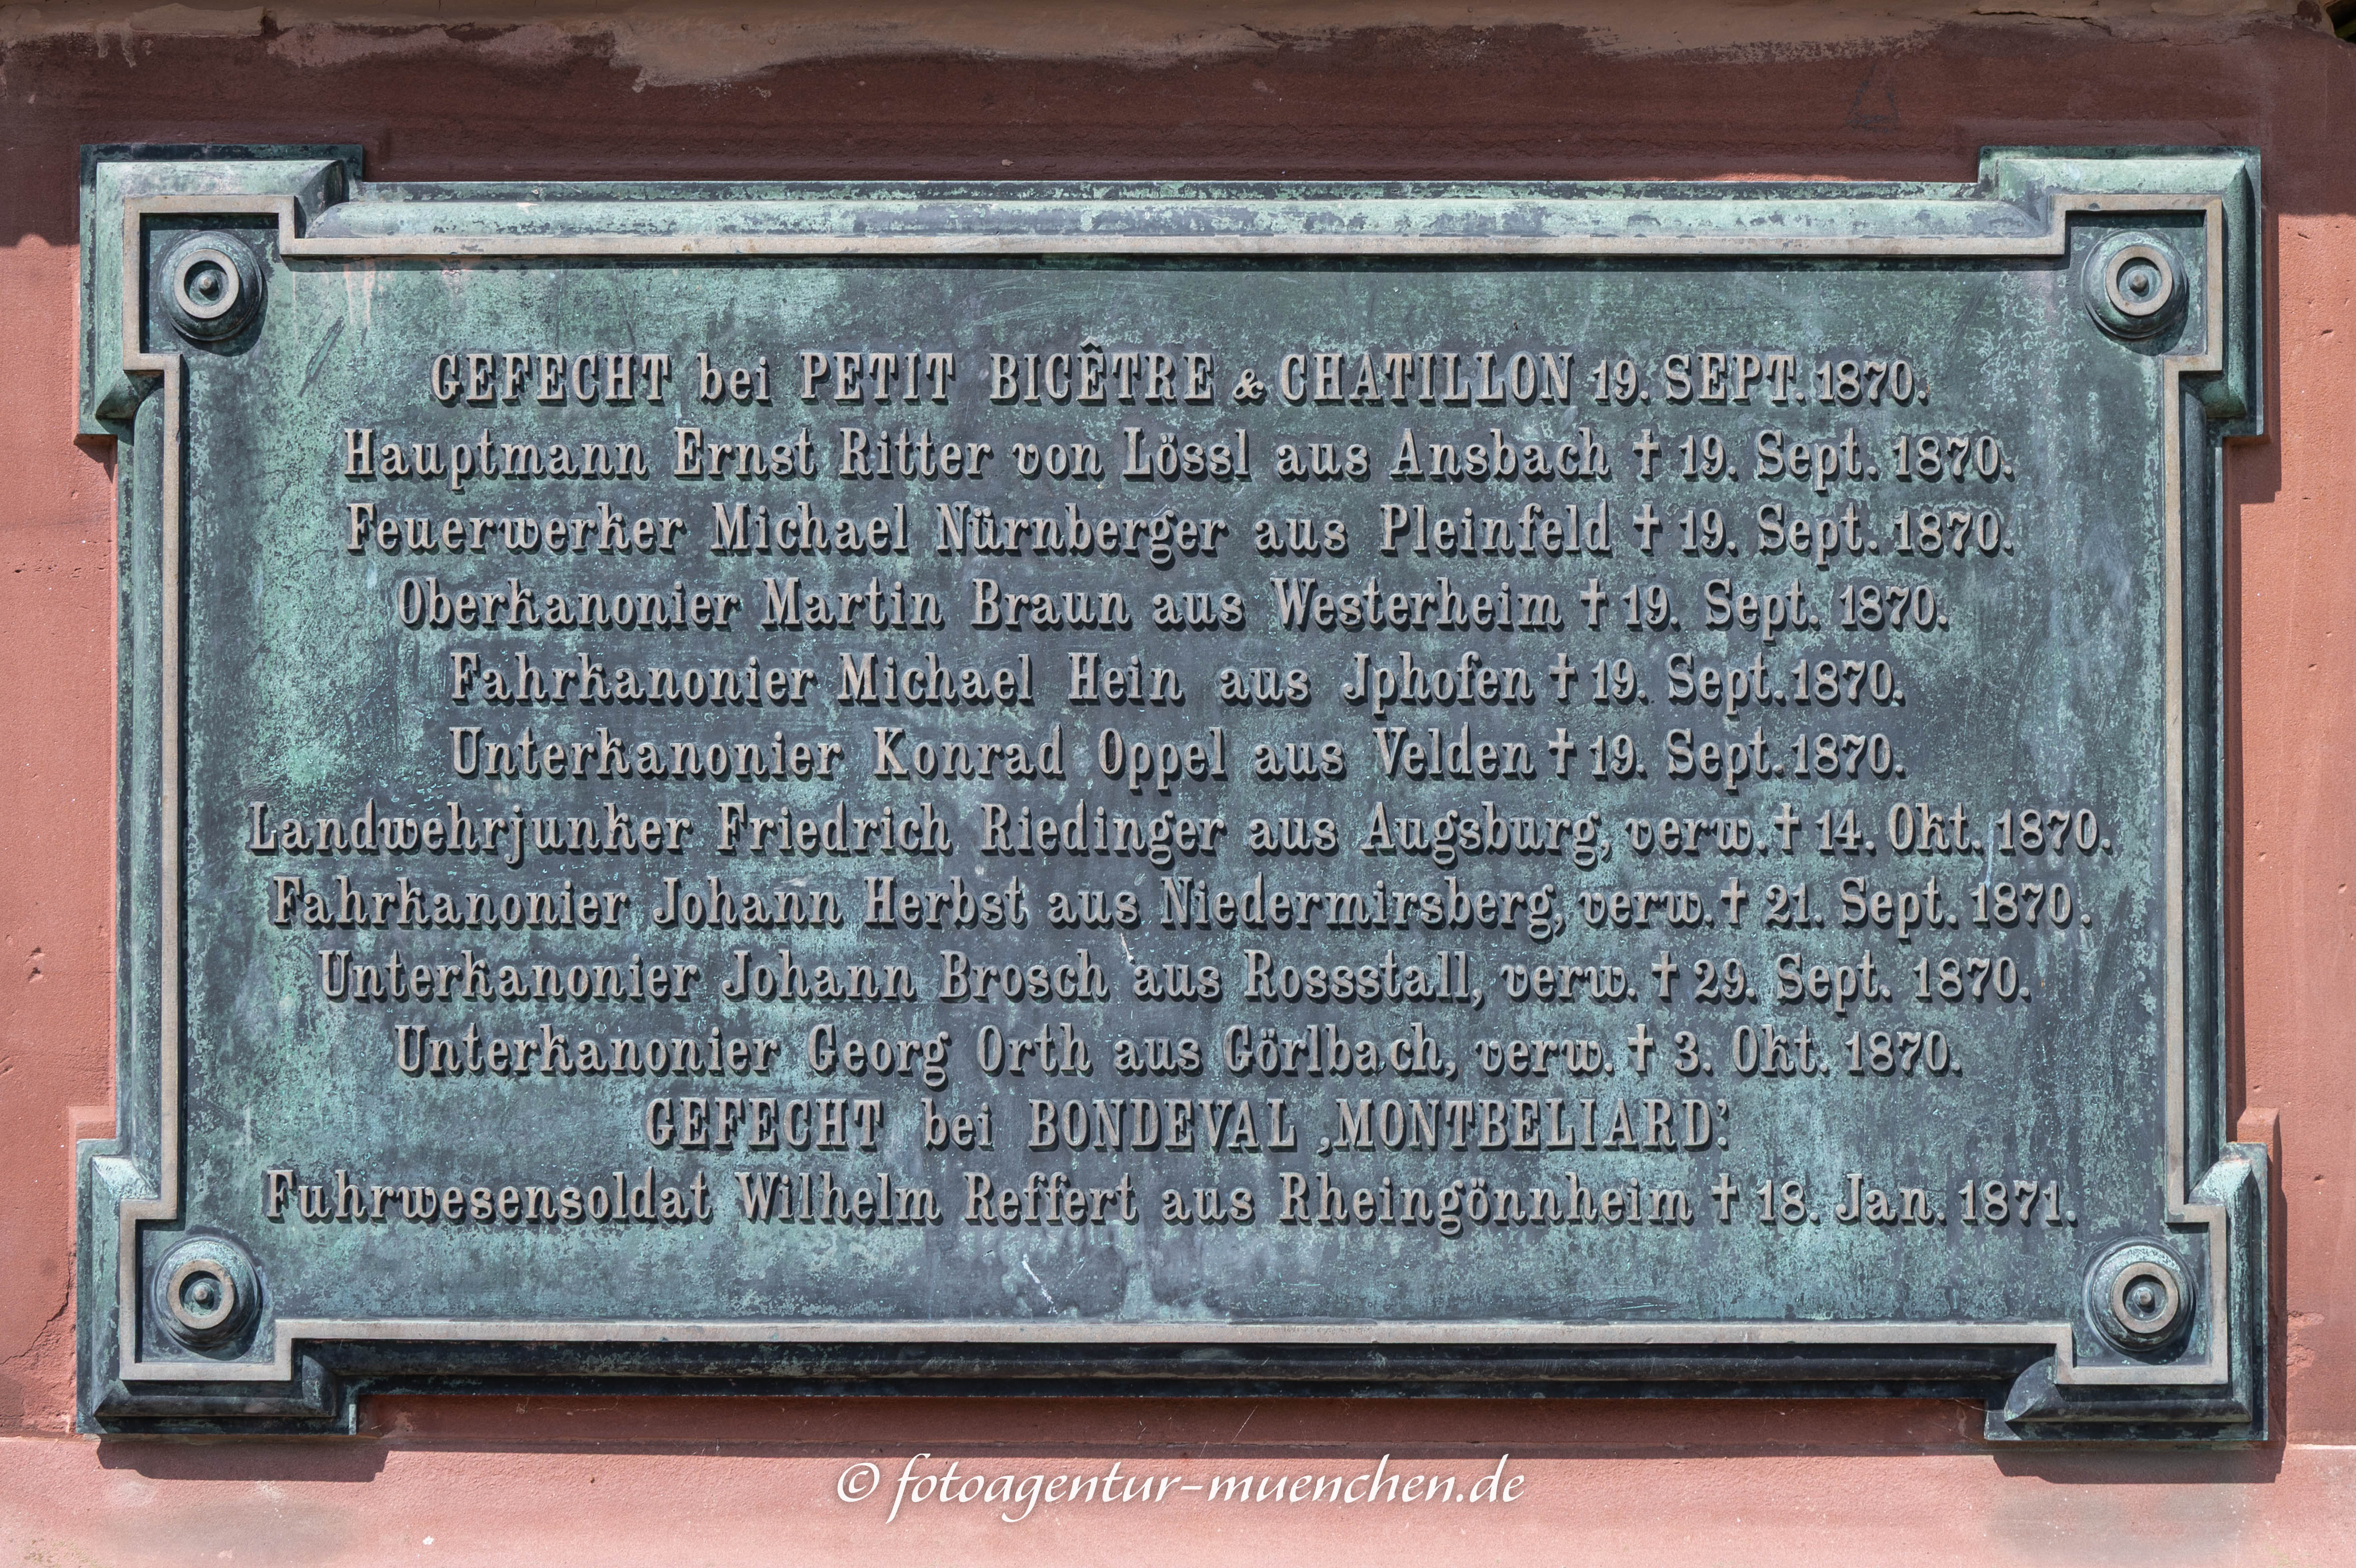 GEFECHT bei PETIT BICÊTRE & CHATILLON 19. SEPT. 1870.
Hauptmann Ernst Ritter von Lössl aus Ansbach † 19. Sept. 1870.
Feuerwerker Michael Nürnberger aus Pleinfeld † 19. Sept. 1870.
Oberkanonier Martin Braun aus Westerheim † 19. Sept. 1870.
Fahrkanonier Michael Hein aus Jphofen † 19. Sept. 1870.
Unterkanonier Konrad Oppel aus Velden † 19. Sept. 1870.
Landwehrjunker Friedrich Riedinger aus Augsburg, verw. † 14. Okt. 1870.
Fahrkanonier Johann Herbst aus Niedermirsberg, verw. † 21. Sept. 1870.
Unterkanonier Johann Brosch aus Rossstall, verw. † 29. Sept. 1870.
Unterkanonier Georg Orth aus Görlbach, verw. † 3. Okt. 1870.
GEFECHT bei BONDEVAL ‚MONTBELIARD.’
Fuhrwesensoldat Wilhelm Reffert aus Rheingönnheim † 18. Jan. 1871.
© fotoagentur-muenchen.de